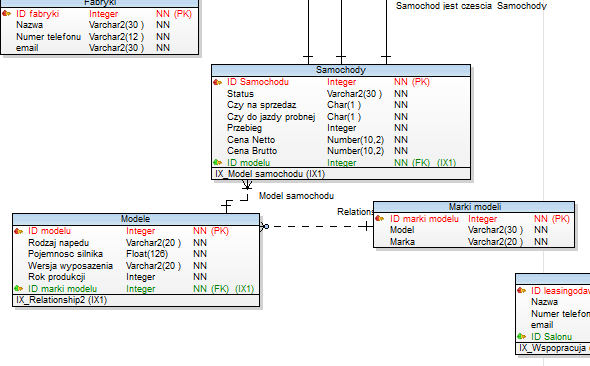 Fabryki
ID fabryki Integer NN (PK)
Nazwa Varchar2(30 ) NN
Numer telefonu Varchar2(12 ) NN
email Varchar2(30 ) NN
Samochod jest czescia Samochody
Samochody
ID Samochodu Integer NN (PK)
Status Varchar2(30 ) NN
Czy na sprzedaz Char(1 ) NN
Czy do jazdy probnej Char(1 ) NN
Przebieg Integer NN
Cena Netto Number(10,2) NN
Cena Brutto Number(10,2) NN
ID modelu Integer NN (FK) (IX1)
IX_Model samochodu (IX1)
Model samochodu
Relations
Modele
ID modelu Integer NN (PK)
Rodzaj napedu Varchar2(20 ) NN
Pojemnosc silnika Float(126) NN
Wersja wyposazenia Varchar2(20 ) NN
Rok produkcji Integer NN
ID marki modelu Integer NN (FK) (IX1)
IX_Relationship2 (IX1)
Marki modeli
ID marki modelu Integer NN (PK)
Model Varchar2(30 ) NN
Marka Varchar2(20 ) NN
ID leasingodaw
Nazwa
Numer telefon
email
ID Salonu
IX_Wspopracuja (